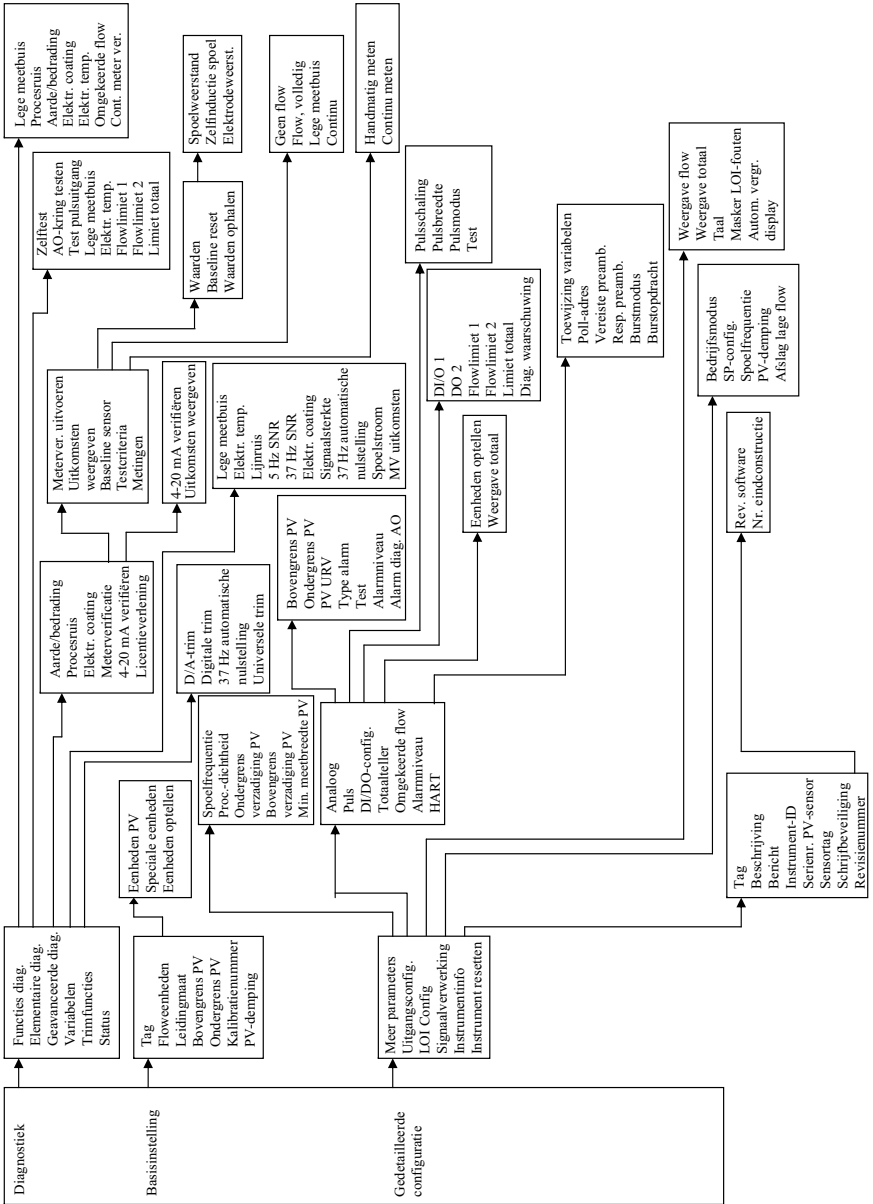 Diagnostiek
Basisinstelling
Gedetailleerde
configuratie
Functies diag.
Elementaire diag.
Geavanceerde diag.
Variabelen
Trimfuncties
Status
Tag
Floweenheden
Leidingmaat
Bovengrens PV
Ondergrens PV
Kalibratienummer
PV-demping
Meer parameters
Uitgangsconfig.
LOI Config
Signaalverwerking
Instrumentinfo
Instrument resetten
Eenheden PV
Speciale eenheden
Eenheden optellen
Aarde/bedrading
Procesruis
Elektr. coating
Meterverificatie
4-20 mA verifiëren
Licentieverlening
D/A-trim
Digitale trim
37 Hz automatische
nulstelling
Universele trim
Spoelfrequentie
Proc.-dichtheid
Ondergrens
verzadiging PV
Bovengrens
verzadiging PV
Min. meetbreedte PV
Analoog
Puls
DI/DO-config.
Totaalteller
Omgekeerde flow
Alarmniveau
HART
Tag
Beschrijving
Bericht
Instrument-ID
Serienr. PV-sensor
Sensortag
Schrijfbeveiliging
Revisienummer
Meterver. uitvoeren
Uitkomsten
weergeven
Baseline sensor
Testcriteria
Metingen
4-20 mA verifiëren
Uitkomsten weergeven
Lege meetbuis
Elektr. temp.
Lijnruis
5 Hz SNR
37 Hz SNR
Elektr. coating
Signaalsterkte
37 Hz automatische
nulstelling
Spoelstroom
MV uitkomsten
Bovengrens PV
Ondergrens PV
PV URV
Type alarm
Test
Alarmniveau
Alarm diag. AO
Eenheden optellen
Weergave totaal
Rev. software
Nr. eindconstructie
Zelftest
AO-kring testen
Test pulsuitgang
Lege meetbuis
Elektr. temp.
Flowlimiet 1
Flowlimiet 2
Limiet totaal
Waarden
Baseline reset
Waarden ophalen
DI/O 1
DO 2
Flowlimiet 1
Flowlimiet 2
Limiet totaal
Diag. waarschuwing
Pulsschaling
Pulsbreedte
Pulsmodus
Test
Toewijzing variabelen
Poll-adres
Vereiste preamb.
Resp. preamb.
Burstmodus
Burstopdracht
Bedrijfsmodus
SP-config.
Spoelfrequentie
PV-demping
Afslag lage flow
Lege meetbuis
Procesruis
Aarde/bedrading
Elektr. coating
Elektr. temp.
Omgekeerde flow
Cont. meter ver.
Spoelweerstand
Zelfinductie spoel
Elektrodeweerst.
Geen flow
Flow, volledig
Lege meetbuis
Continu
Handmatig meten
Continu meten
Weergave flow
Weergave totaal
Taal
Masker LOI-fouten
Autom. vergr.
display